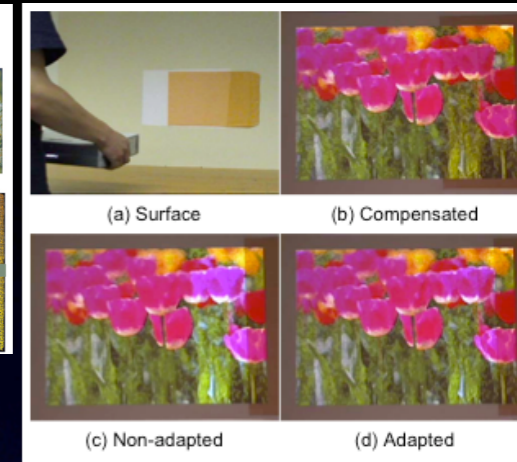 (a) Surface
(b) Compensated
(c) Non-adapted
(d) Adapted